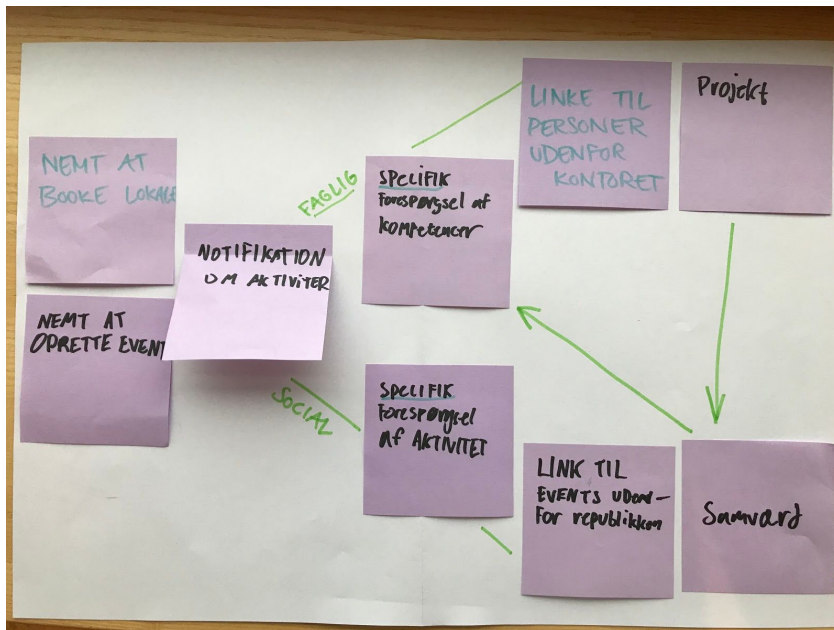 NEMT AT
BOOKE LOKALE
NEMT AT
OPRETTE EVENT
NOTIFIKATION
OM AKTIVITER
FAGLIG
SOCIAL
SPECIFIK
Forespørgsel af
kompetencer
SPECIFIK
Forespørgsel
af AKTIVITET
LINKE TIL
PERSONER
UDENFOR
KONTORET
Projekt
LINK TIL
EVENTS UDEN-
For republikken
Samvær